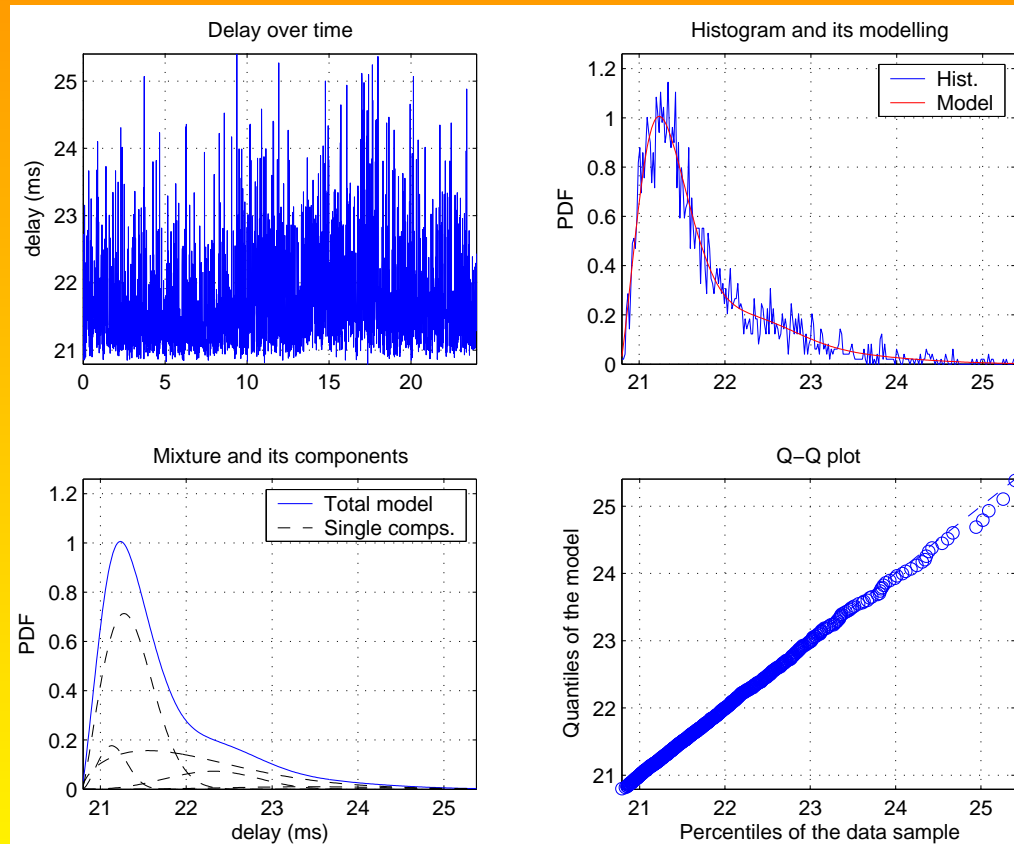 Delay over time
delay (ms)
25
24
23
22
21
0 5 10 15 20
Histogram and its modelling
PDF
1.2
1
0.8
0.6
0.4
0.2
0
Hist.
Model
21 22 23 24 25
Mixture and its components
PDF
1.2
1
0.8
0.6
0.4
0.2
0
Total model
Single comps.
21 22 23 24 25
delay (ms)
Q−Q plot
Quantiles of the model
25
24
23
22
21
21 22 23 24 25
Percentiles of the data sample